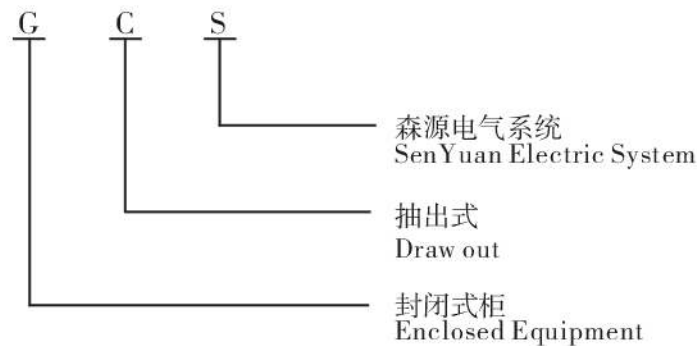 G C S
森源电气系统
SenYuan Electric System
抽出式
Draw out
封闭式柜
Enclosed Equipment